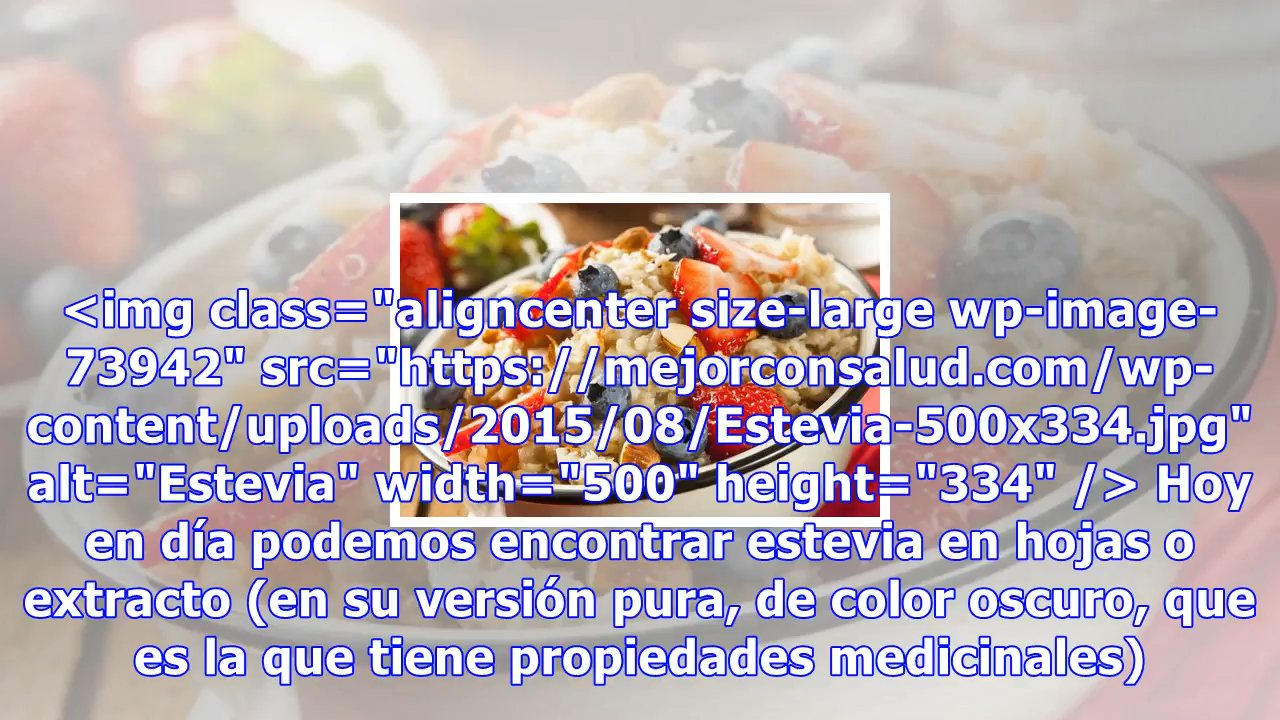 <img class="aligncenter size-large wp-image-
73942" src="https://mejorconsalud.com/wp-
content/uploads/2015/08/Estevia-500x334.jpg"
alt="Estevia" width="500" height="334" /> Hoy
en día podemos encontrar estevia en hojas o
extracto (en su versión pura, de color oscuro, que
es la que tiene propiedades medicinales)